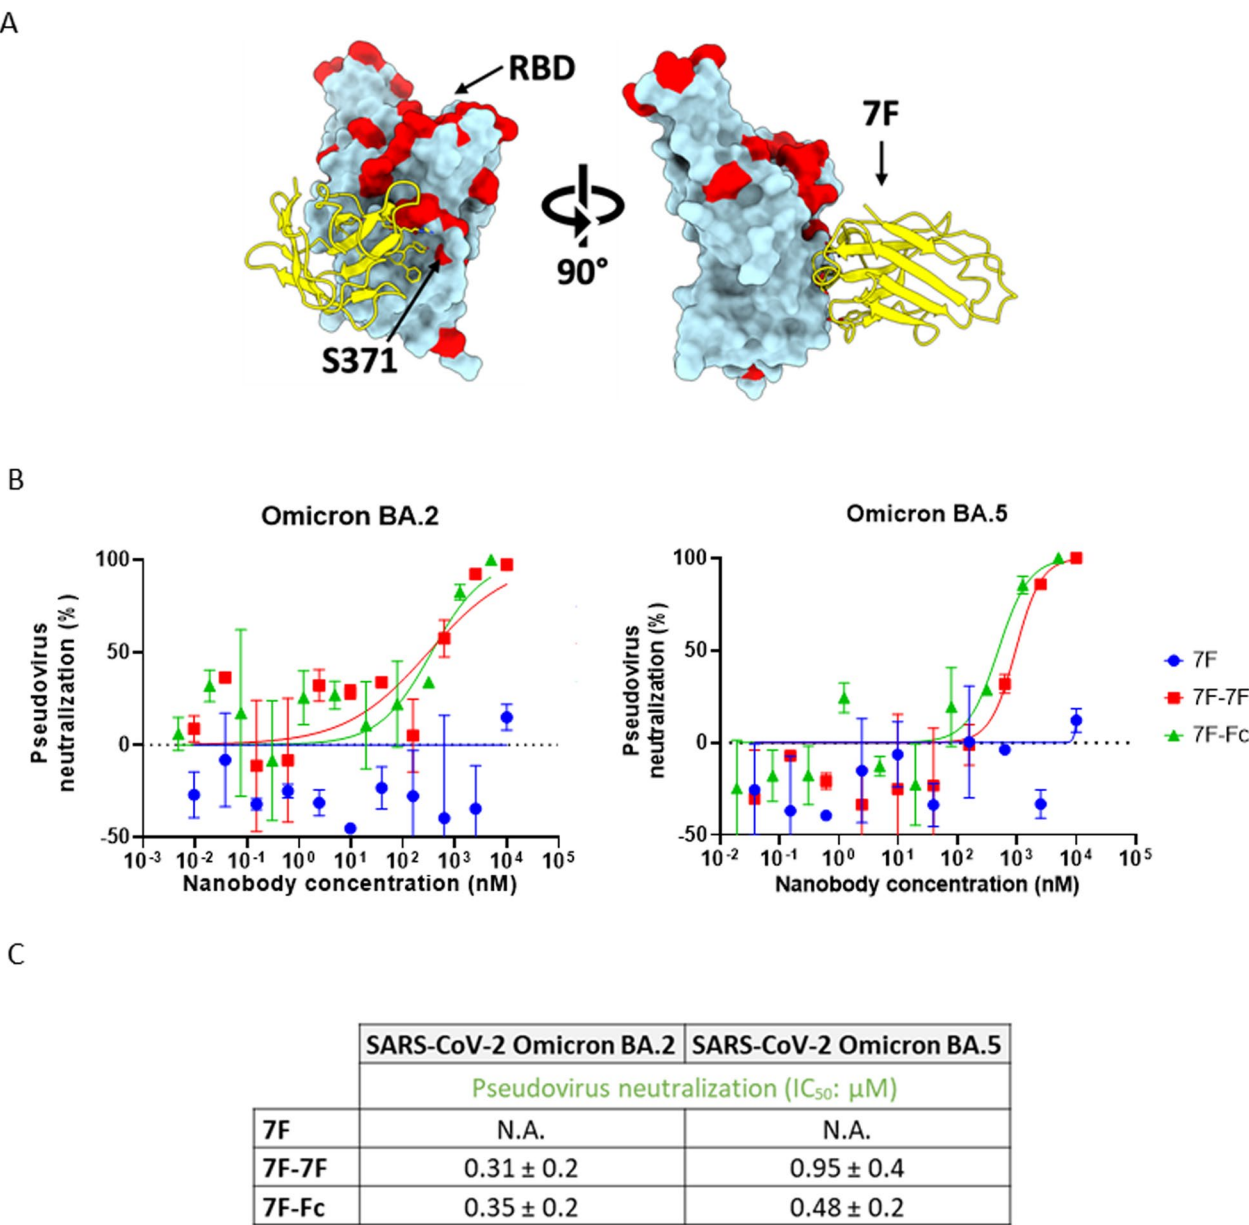 A
RBD
7F
90°
S371
B
Omicron BA.2
Omicron BA.5
Pseudovirus
neutralization (%)
100
50
0
-50
10⁻³ 10⁻² 10⁻¹ 10⁰ 10¹ 10² 10³ 10⁴ 10⁵
Nanobody concentration (nM)
Pseudovirus
neutralization (%)
100
50
0
-50
10⁻² 10⁻¹ 10⁰ 10¹ 10² 10³ 10⁴ 10⁵
Nanobody concentration (nM)
7F
7F-7F
7F-Fc
C
SARS-CoV-2 Omicron BA.2 SARS-CoV-2 Omicron BA.5
Pseudovirus neutralization (IC₅₀: µM)
7F N.A. N.A.
7F-7F 0.31 ± 0.2 0.95 ± 0.4
7F-Fc 0.35 ± 0.2 0.48 ± 0.2